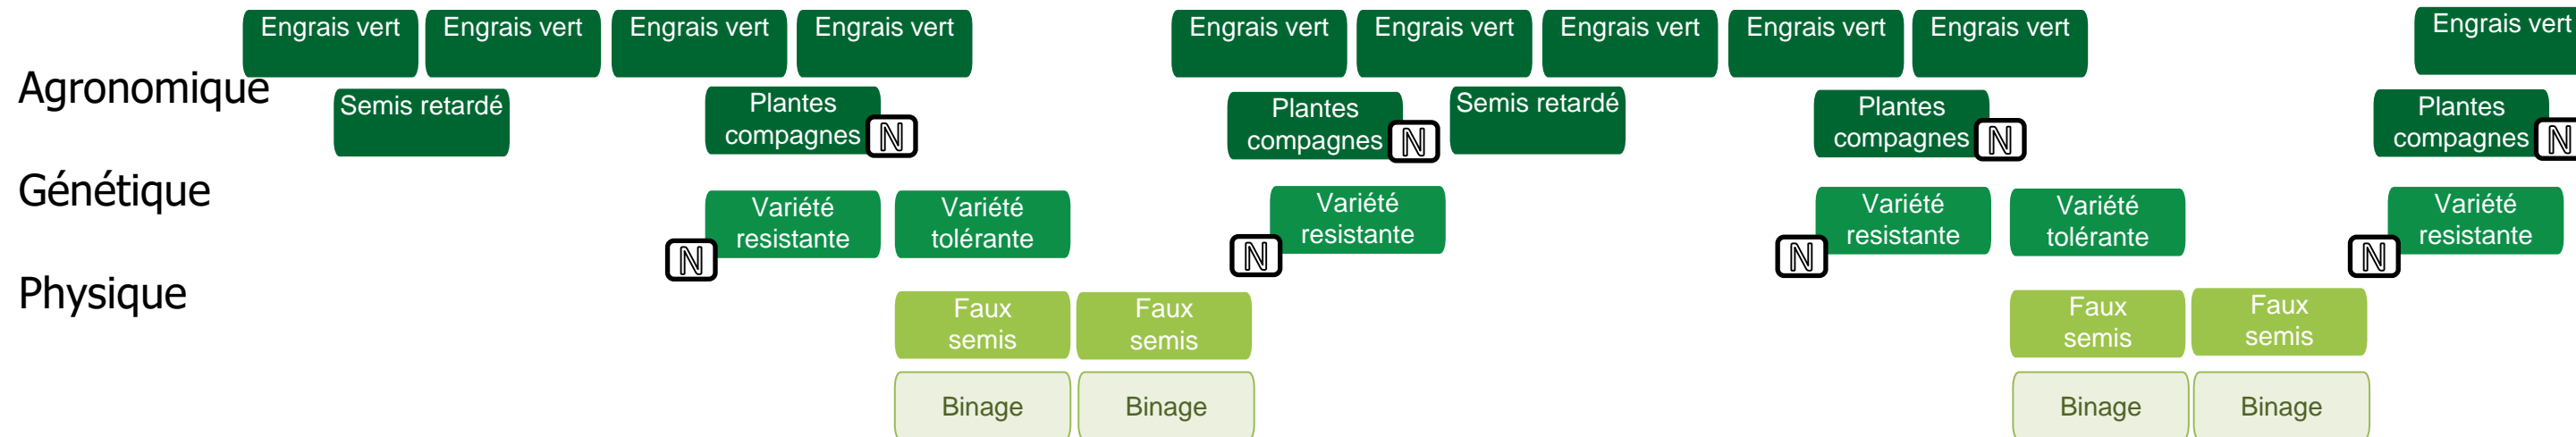 Engrais vert Engrais vert Engrais vert Engrais vert Engrais vert Engrais vert Engrais vert Engrais vert Engrais vert Engrais vert
Agronomique
Semis retardé Plantes Plantes Semis retardé Plantes Plantes
compagnes N compagnes N compagnes N compagnes N
Génétique
Variété Variété Variété Variété Variété Variété
resistante tolérante resistante resistante tolérante resistante
N N N N
Physique
Faux Faux Faux Faux
semis semis semis semis
Binage Binage Binage Binage